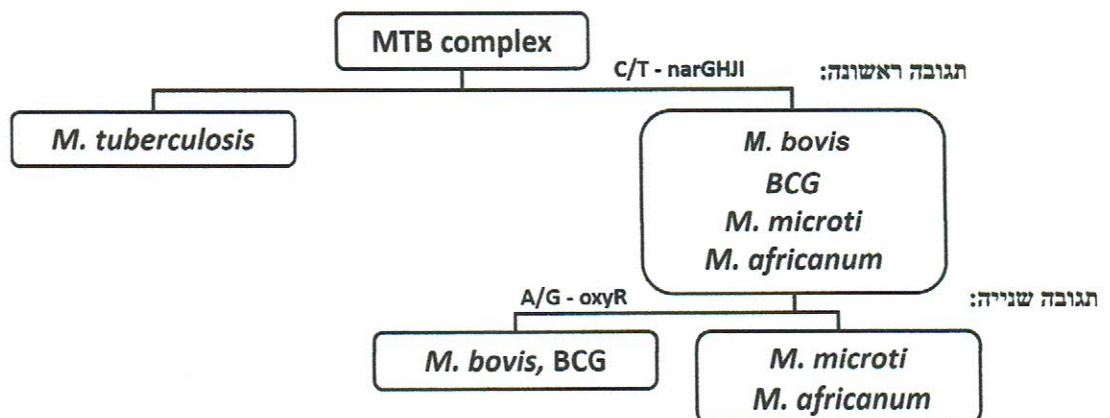 MTB complex
C/T - narGHJI
תגובה ראשונה:
M. tuberculosis
M. bovis
BCG
M. microti
M. africanum
A/G - oxyR
תגובה שנייה:
M. bovis, BCG
M. microti
M. africanum